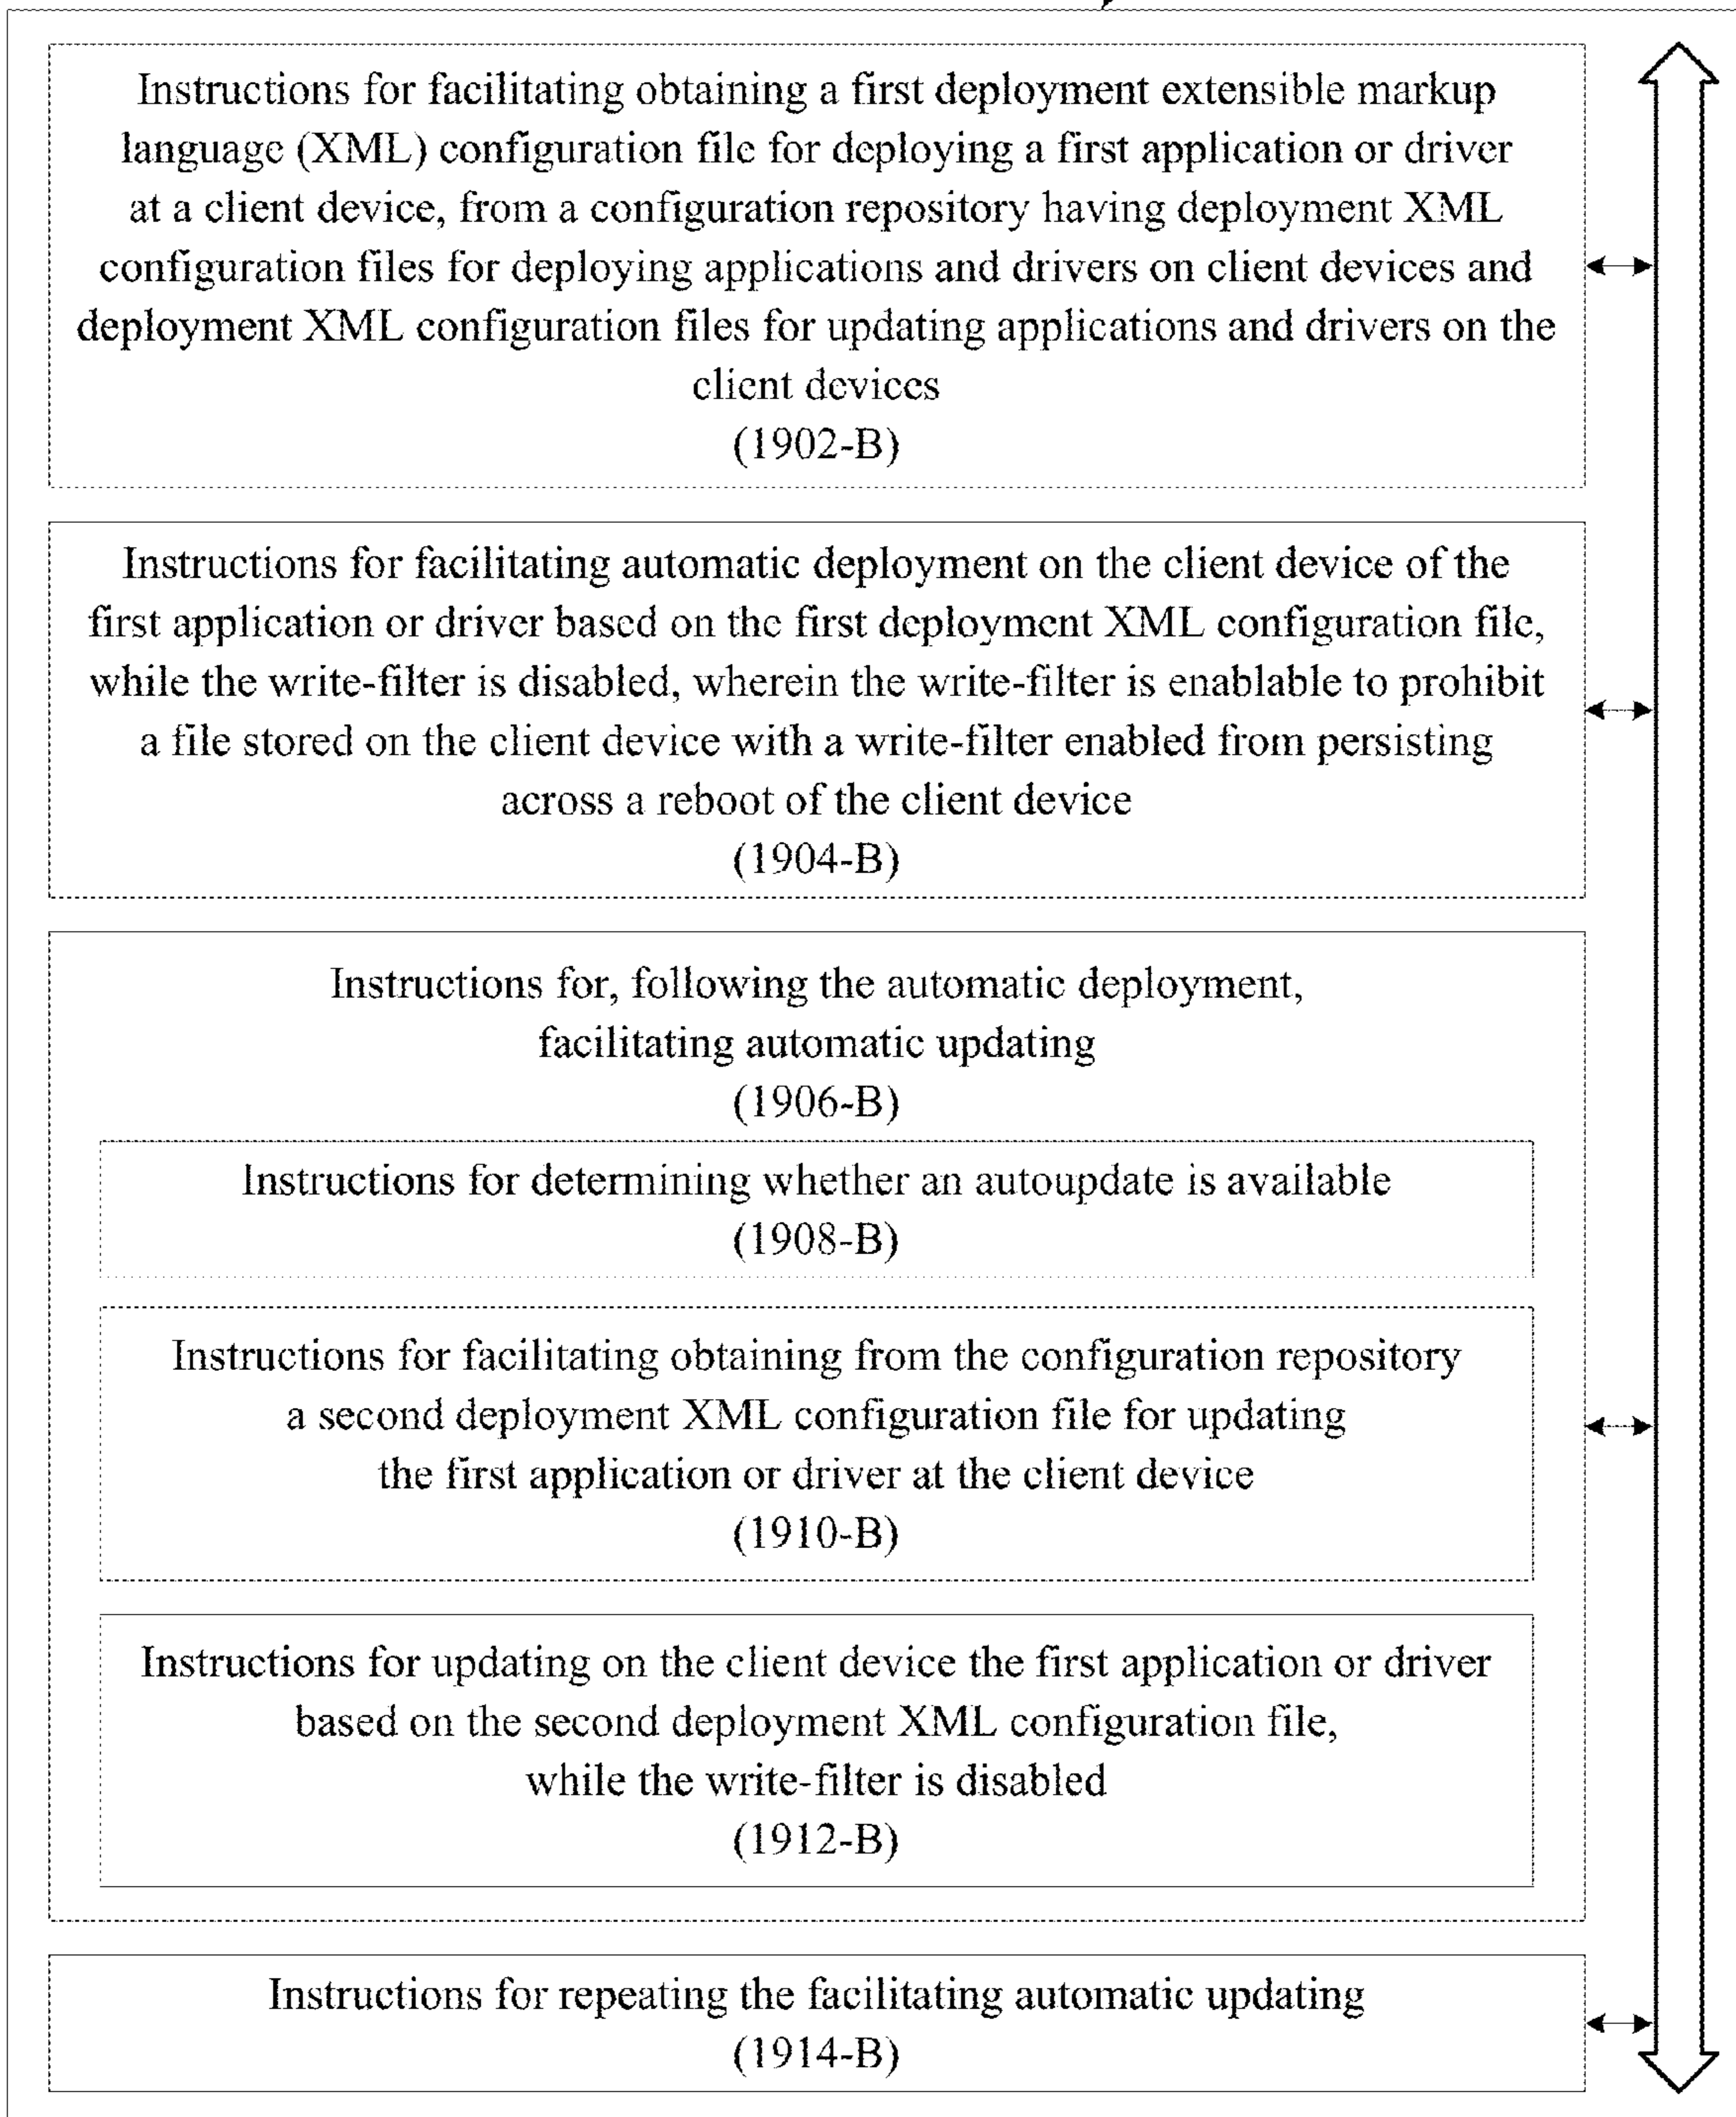 Instructions for facilitating obtaining a first deployment extensible markup
language (XML) configuration file for deploying a first application or driver
at a client device, from a configuration repository having deployment XML
configuration files for deploying applications and drivers on client devices and
deployment XML configuration files for updating applications and drivers on the
client devices
(1902-B)
Instructions for facilitating automatic deployment on the client device of the
first application or driver based on the first deployment XML configuration file,
while the write-filter is disabled, wherein the write-filter is enablable to prohibit
a file stored on the client device with a write-filter enabled from persisting
across a reboot of the client device
(1904-B)
Instructions for, following the automatic deployment,
facilitating automatic updating
(1906-B)
Instructions for determining whether an autoupdate is available
(1908-B)
Instructions for facilitating obtaining from the configuration repository
a second deployment XML configuration file for updating
the first application or driver at the client device
(1910-B)
Instructions for updating on the client device the first application or driver
based on the second deployment XML configuration file,
while the write-filter is disabled
(1912-B)
Instructions for repeating the facilitating automatic updating
(1914-B)